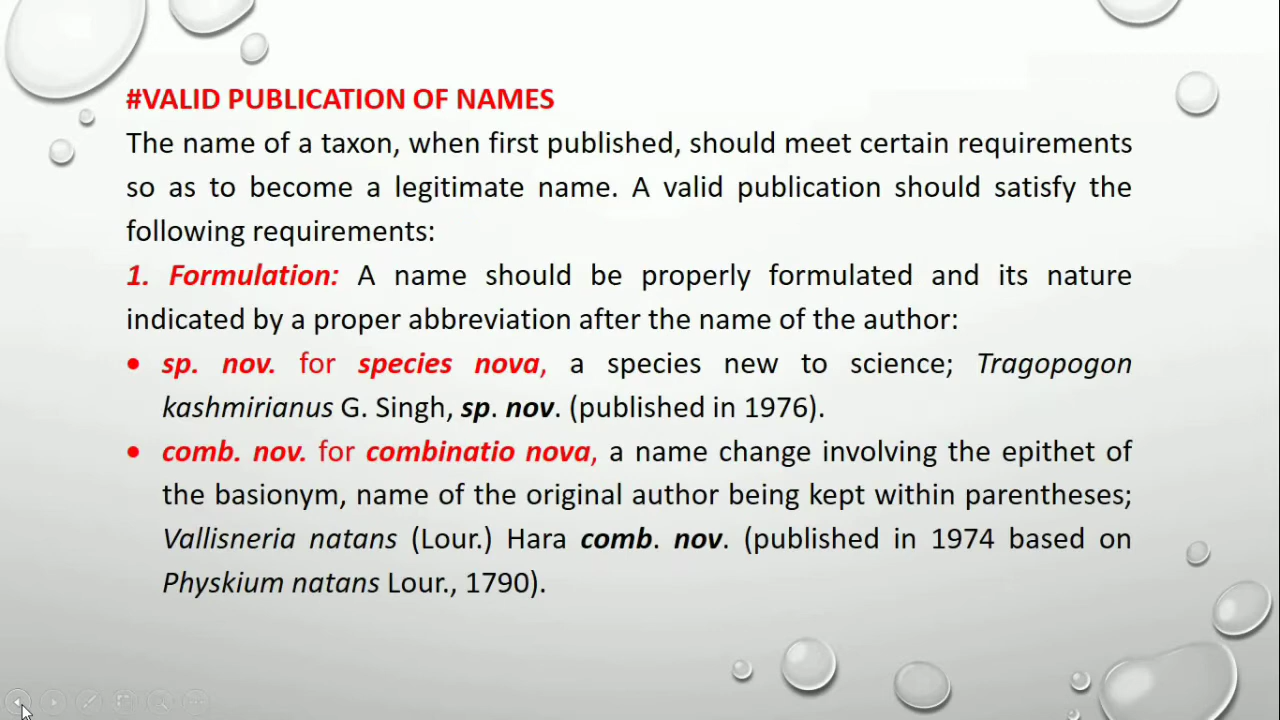 #VALID PUBLICATION OF NAMES
The name of a taxon, when first published, should meet certain requirements
so as to become a legitimate name. A valid publication should satisfy the
following requirements:
1. Formulation: A name should be properly formulated and its nature
indicated by a proper abbreviation after the name of the author:
• sp. nov. for species nova, a species new to science; Tragopogon
kashmirianus G. Singh, sp. nov. (published in 1976).
• comb. nov. for combinatio nova, a name change involving the epithet of
the basionym, name of the original author being kept within parentheses;
Vallisneria natans (Lour.) Hara comb. nov. (published in 1974 based on
Physkium natans Lour., 1790).